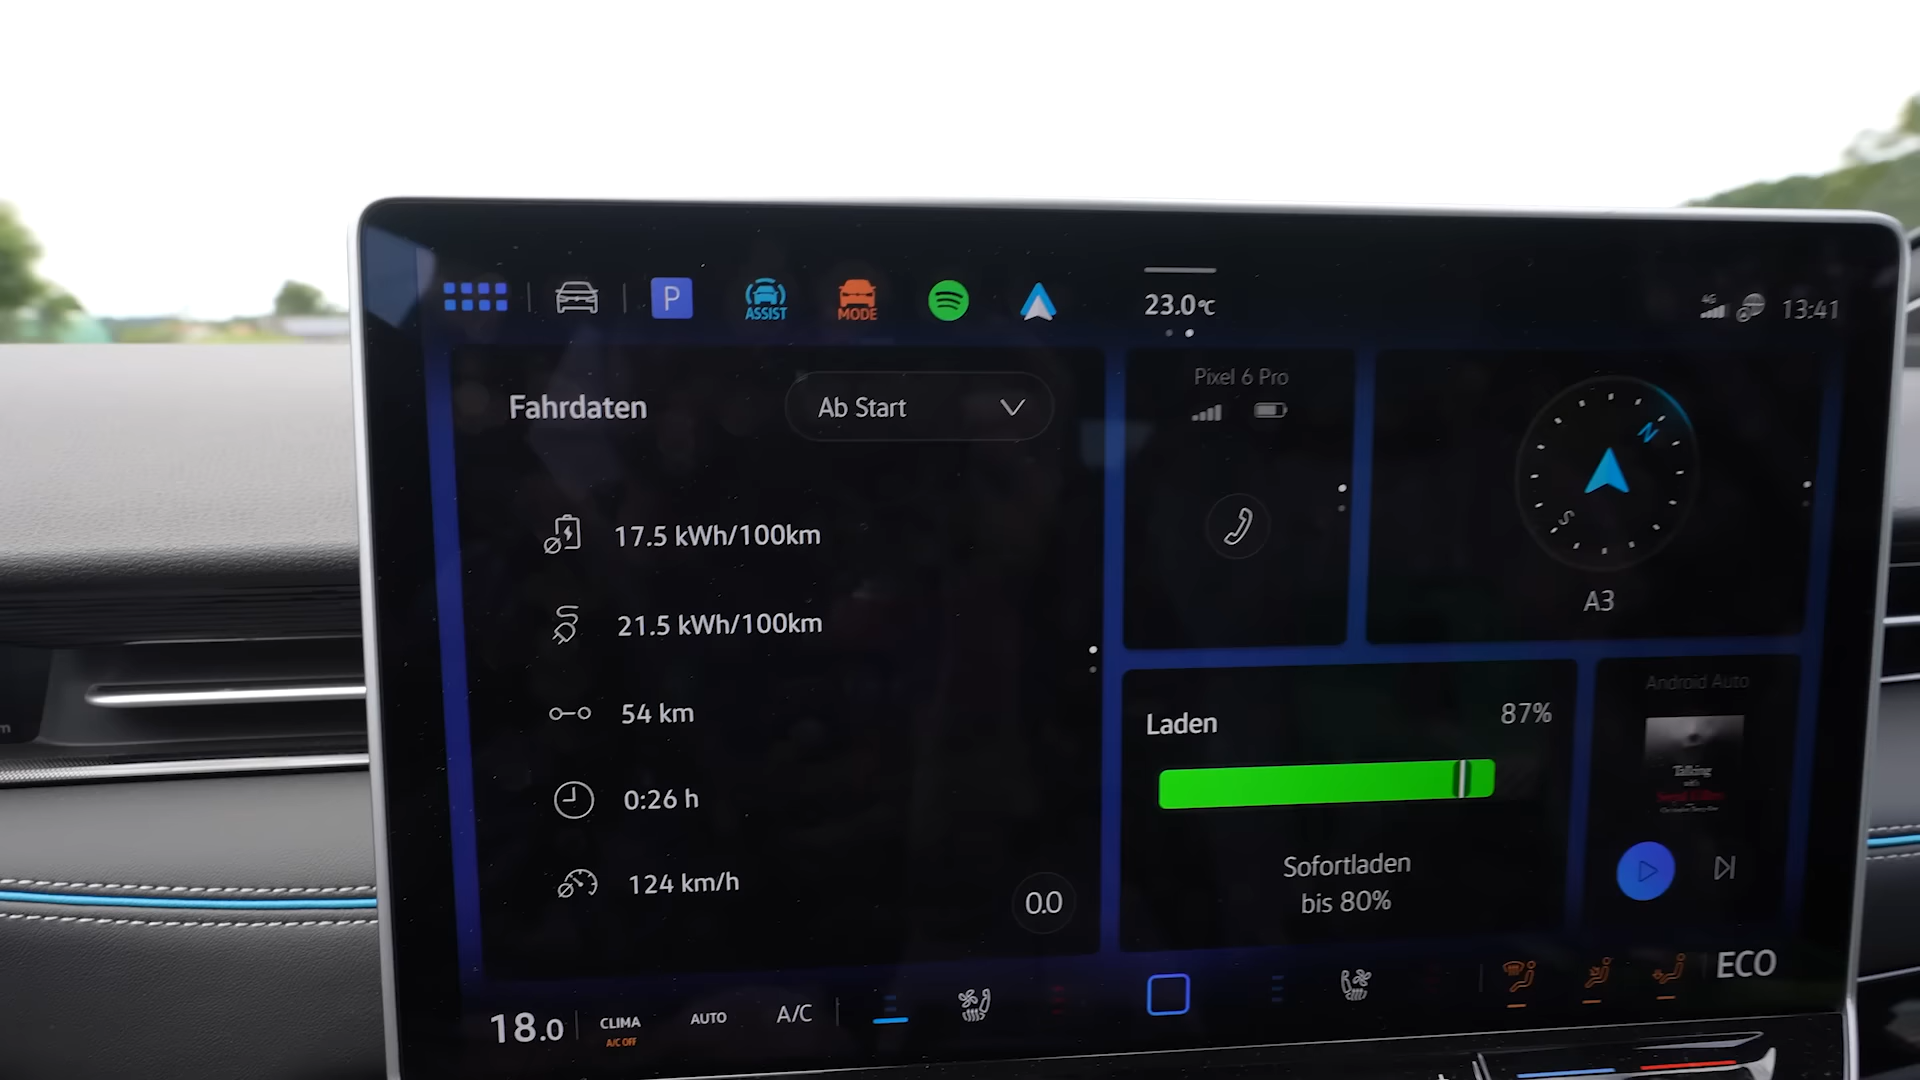 P
ASSIST
MODE
23.0°C
4G
13:41
Fahrdaten
Ab Start
17.5 kWh/100km
21.5 kWh/100km
54 km
0:26 h
124 km/h
0.0
Pixel 6 Pro
N
S
A3
Laden
87%
Sofortladen
bis 80%
Android Auto
Talking
18.0
CLIMA
A/C OFF
AUTO
A/C
ECO